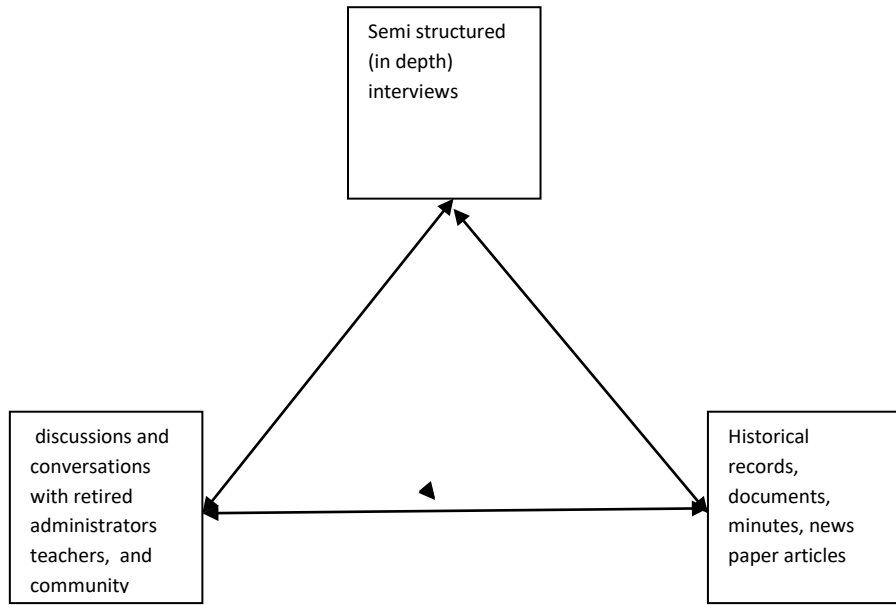 Semi structured
(in depth)
interviews
discussions and
conversations
with retired
administrators
teachers, and
community
Historical
records,
documents,
minutes, news
paper articles